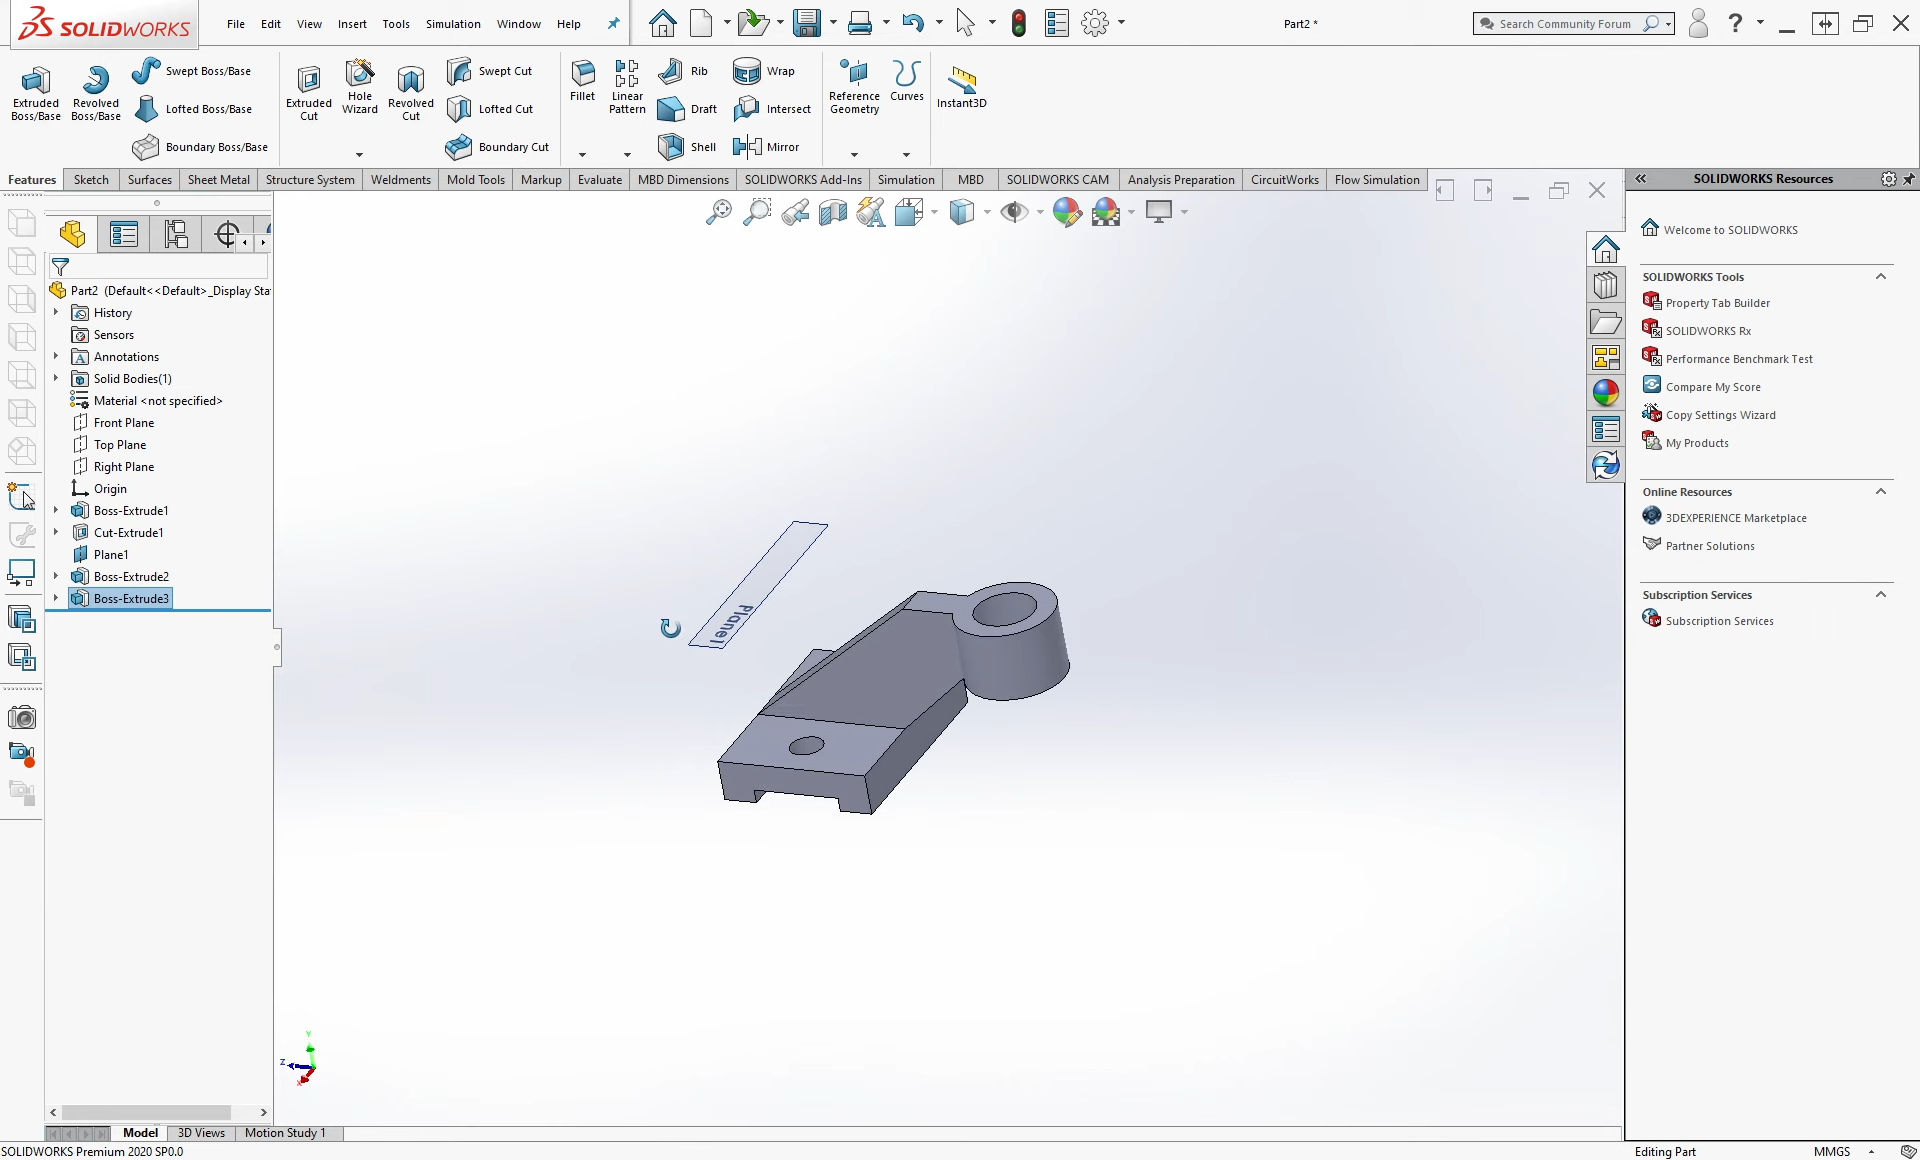 SOLIDWORKS
File Edit View Insert Tools Simulation Window Help
Part2 *
Search Community Forum
?
Extruded Boss/Base
Revolved Boss/Base
Swept Boss/Base
Lofted Boss/Base
Boundary Boss/Base
Extruded Cut
Hole Wizard
Revolved Cut
Swept Cut
Lofted Cut
Boundary Cut
Fillet
Linear Pattern
Rib
Draft
Shell
Wrap
Intersect
Mirror
Reference Geometry
Curves
Instant3D
Features Sketch Surfaces Sheet Metal Structure System Weldments Mold Tools Markup Evaluate MBD Dimensions SOLIDWORKS Add-Ins Simulation MBD SOLIDWORKS CAM Analysis Preparation CircuitWorks Flow Simulation
Part2 (Default<<Default>_Display Sta
History
Sensors
Annotations
Solid Bodies(1)
Material <not specified>
Front Plane
Top Plane
Right Plane
Origin
Boss-Extrude1
Cut-Extrude1
Plane1
Boss-Extrude2
Boss-Extrude3
Plane1
Y
Z
X
SOLIDWORKS Resources
Welcome to SOLIDWORKS
SOLIDWORKS Tools
Property Tab Builder
SOLIDWORKS Rx
Performance Benchmark Test
Compare My Score
Copy Settings Wizard
My Products
Online Resources
3DEXPERIENCE Marketplace
Partner Solutions
Subscription Services
Subscription Services
Model 3D Views Motion Study 1
SOLIDWORKS Premium 2020 SP0.0
Editing Part
MMGS